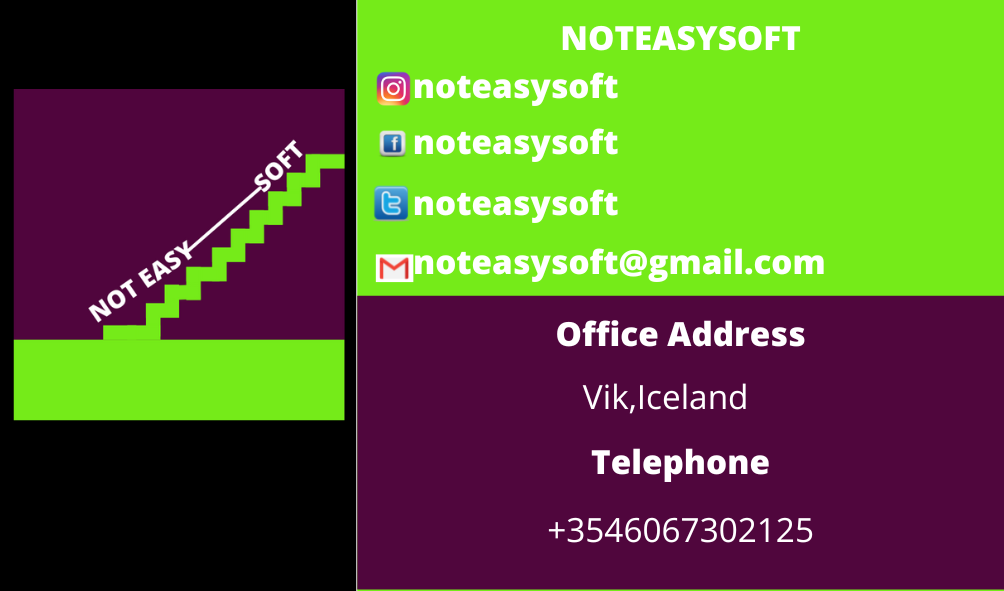 NOT EASY SOFT
NOTEASYSOFT
noteasysoft
noteasysoft
noteasysoft
noteasysoft@gmail.com
Office Address
Vik,Iceland
Telephone
+3546067302125